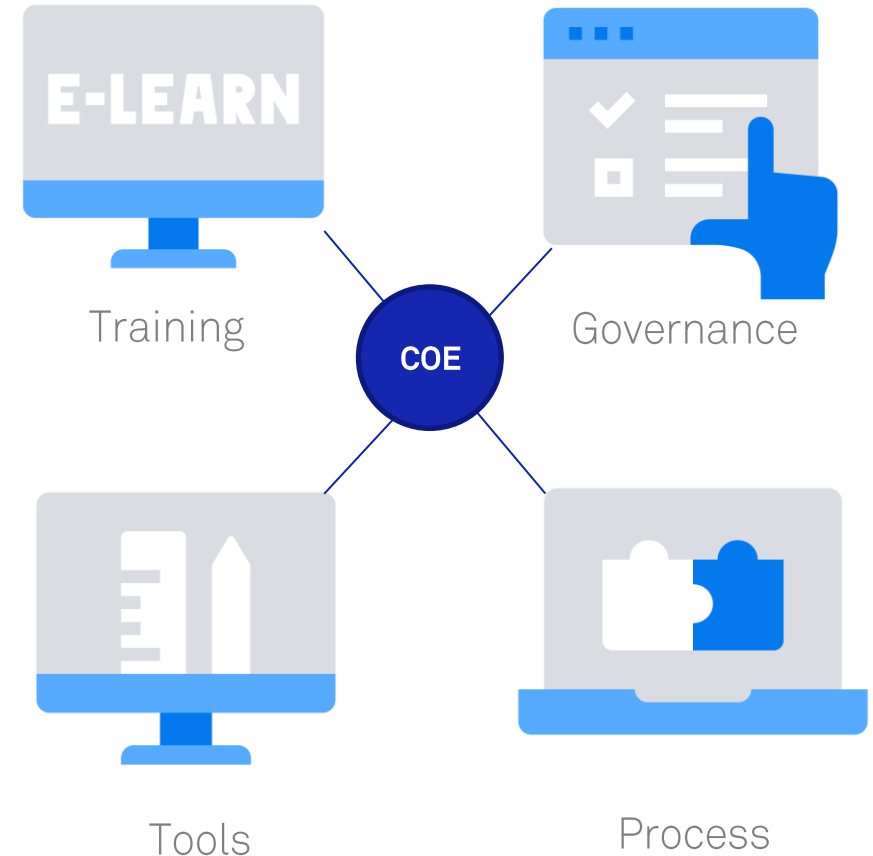 E-LEARN
Training
Governance
COE
Tools
Process